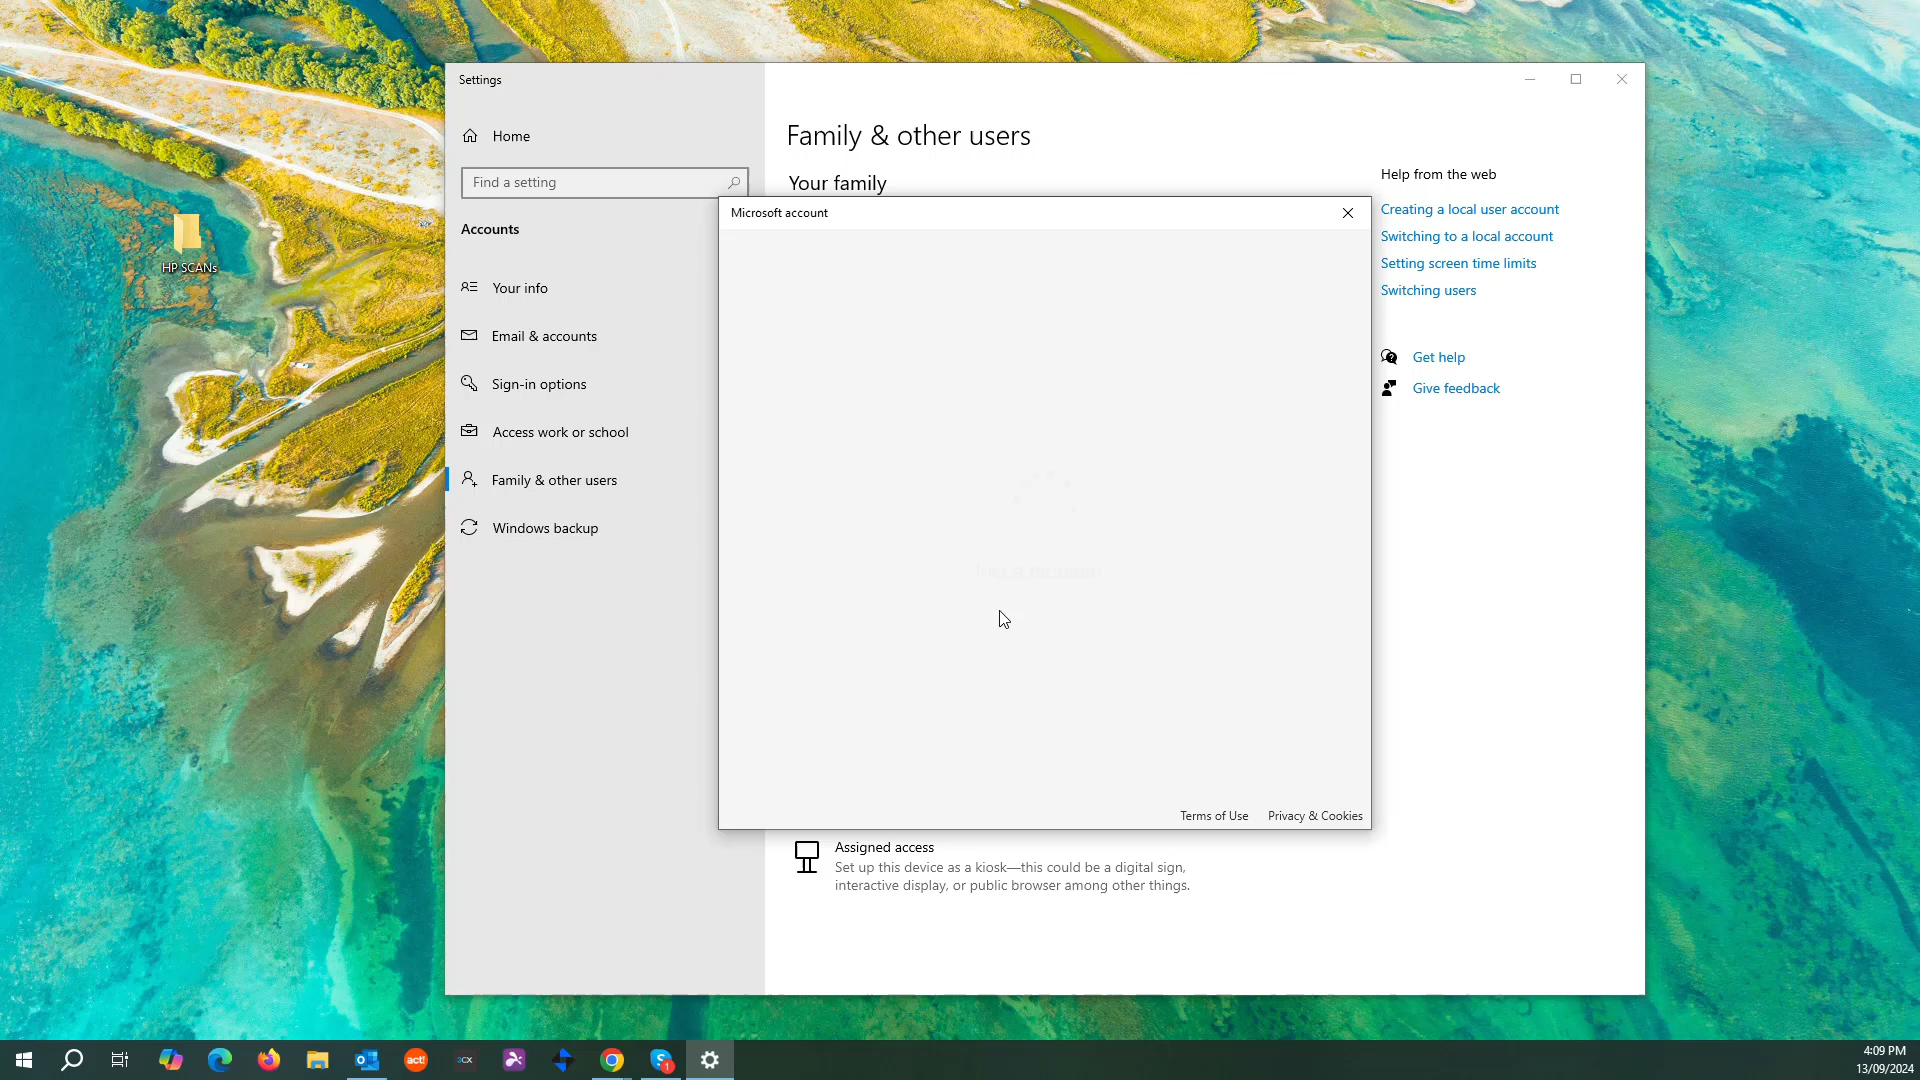 Settings
Home
Find a setting
Accounts
Your info
Email & accounts
Sign-in options
Access work or school
Family & other users
Windows backup
Family & other users
Your family
Microsoft account
Terms of Use
Privacy & Cookies
Assigned access
Set up this device as a kiosk—this could be a digital sign,
interactive display, or public browser among other things.
Help from the web
Creating a local user account
Switching to a local account
Setting screen time limits
Switching users
Get help
Give feedback
HP SCANs
act!
3CX
1
4:09 PM
13/09/2024